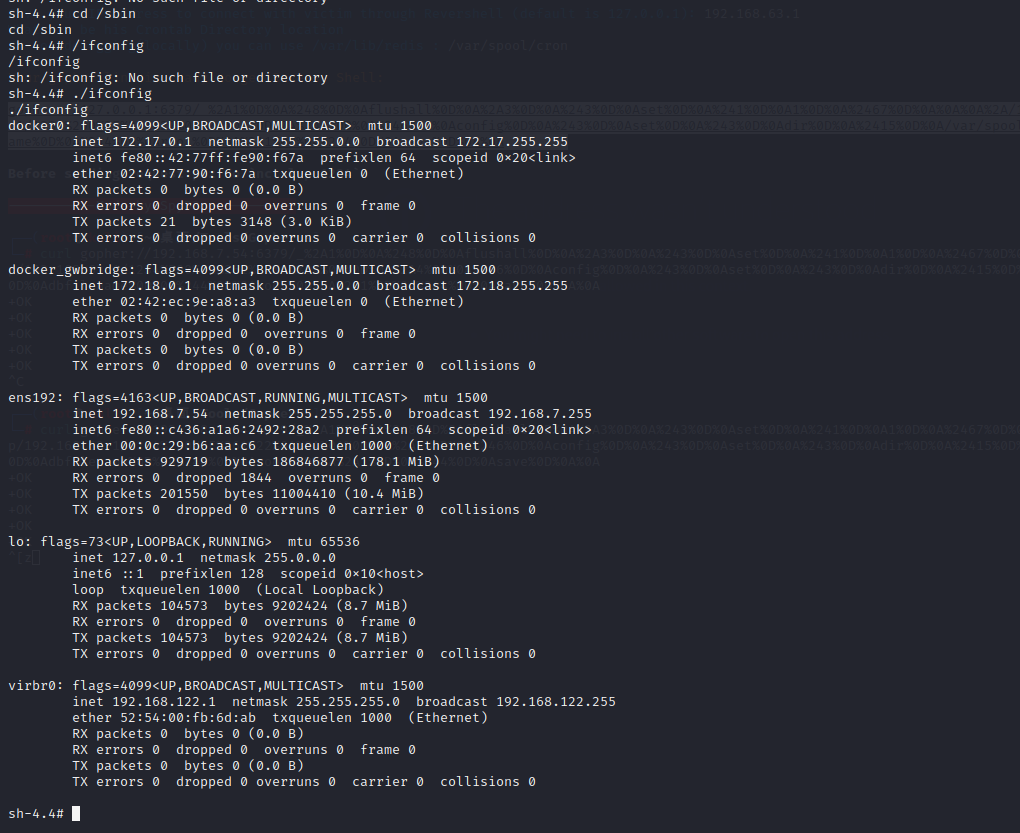 sh-4.4# cd /sbin
cd /sbin
sh-4.4# /ifconfig
/ifconfig
sh: /ifconfig: No such file or directory
sh-4.4# ./ifconfig
./ifconfig
docker0: flags=4099<UP,BROADCAST,MULTICAST>  mtu 1500
        inet 172.17.0.1  netmask 255.255.0.0  broadcast 172.17.255.255
        inet6 fe80::42:77ff:fe90:f67a  prefixlen 64  scopeid 0×20<link>
        ether 02:42:77:90:f6:7a  txqueuelen 0  (Ethernet)
        RX packets 0  bytes 0 (0.0 B)
        RX errors 0  dropped 0  overruns 0  frame 0
        TX packets 21  bytes 3148 (3.0 KiB)
        TX errors 0  dropped 0 overruns 0  carrier 0  collisions 0
docker_gwbridge: flags=4099<UP,BROADCAST,MULTICAST>  mtu 1500
        inet 172.18.0.1  netmask 255.255.0.0  broadcast 172.18.255.255
        ether 02:42:ec:9e:a8:a3  txqueuelen 0  (Ethernet)
        RX packets 0  bytes 0 (0.0 B)
        RX errors 0  dropped 0  overruns 0  frame 0
        TX packets 0  bytes 0 (0.0 B)
        TX errors 0  dropped 0 overruns 0  carrier 0  collisions 0
ens192: flags=4163<UP,BROADCAST,RUNNING,MULTICAST>  mtu 1500
        inet 192.168.7.54  netmask 255.255.255.0  broadcast 192.168.7.255
        inet6 fe80::c436:a1a6:2492:28a2  prefixlen 64  scopeid 0×20<link>
        ether 00:0c:29:b6:aa:c6  txqueuelen 1000  (Ethernet)
        RX packets 929719  bytes 186846877 (178.1 MiB)
        RX errors 0  dropped 1844  overruns 0  frame 0
        TX packets 201550  bytes 11004410 (10.4 MiB)
        TX errors 0  dropped 0 overruns 0  carrier 0  collisions 0
lo: flags=73<UP,LOOPBACK,RUNNING>  mtu 65536
        inet 127.0.0.1  netmask 255.0.0.0
        inet6 ::1  prefixlen 128  scopeid 0×10<host>
        loop  txqueuelen 1000  (Local Loopback)
        RX packets 104573  bytes 9202424 (8.7 MiB)
        RX errors 0  dropped 0  overruns 0  frame 0
        TX packets 104573  bytes 9202424 (8.7 MiB)
        TX errors 0  dropped 0 overruns 0  carrier 0  collisions 0
virbr0: flags=4099<UP,BROADCAST,MULTICAST>  mtu 1500
        inet 192.168.122.1  netmask 255.255.255.0  broadcast 192.168.122.255
        ether 52:54:00:fb:6d:ab  txqueuelen 1000  (Ethernet)
        RX packets 0  bytes 0 (0.0 B)
        RX errors 0  dropped 0  overruns 0  frame 0
        TX packets 0  bytes 0 (0.0 B)
        TX errors 0  dropped 0 overruns 0  carrier 0  collisions 0
sh-4.4#